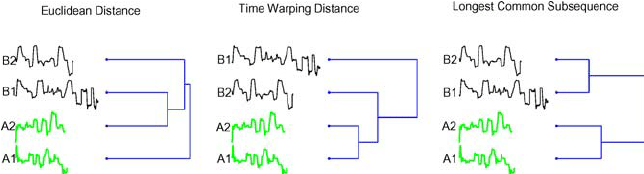 Euclidean Distance
B2
B1
A2
A1
Time Warping Distance
B1
B2
A2
A1
Longest Common Subsequence
B2
B1
A2
A1